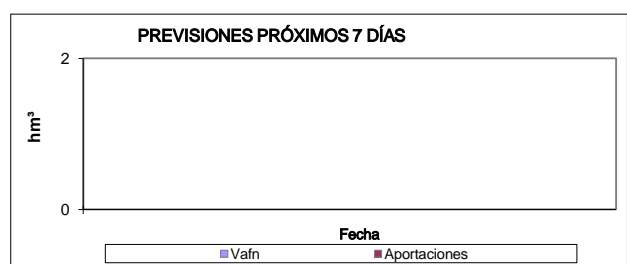 PREVISIONES PRÓXIMOS 7 DÍAS
2
hm³
0
Fecha
Vafn Aportaciones